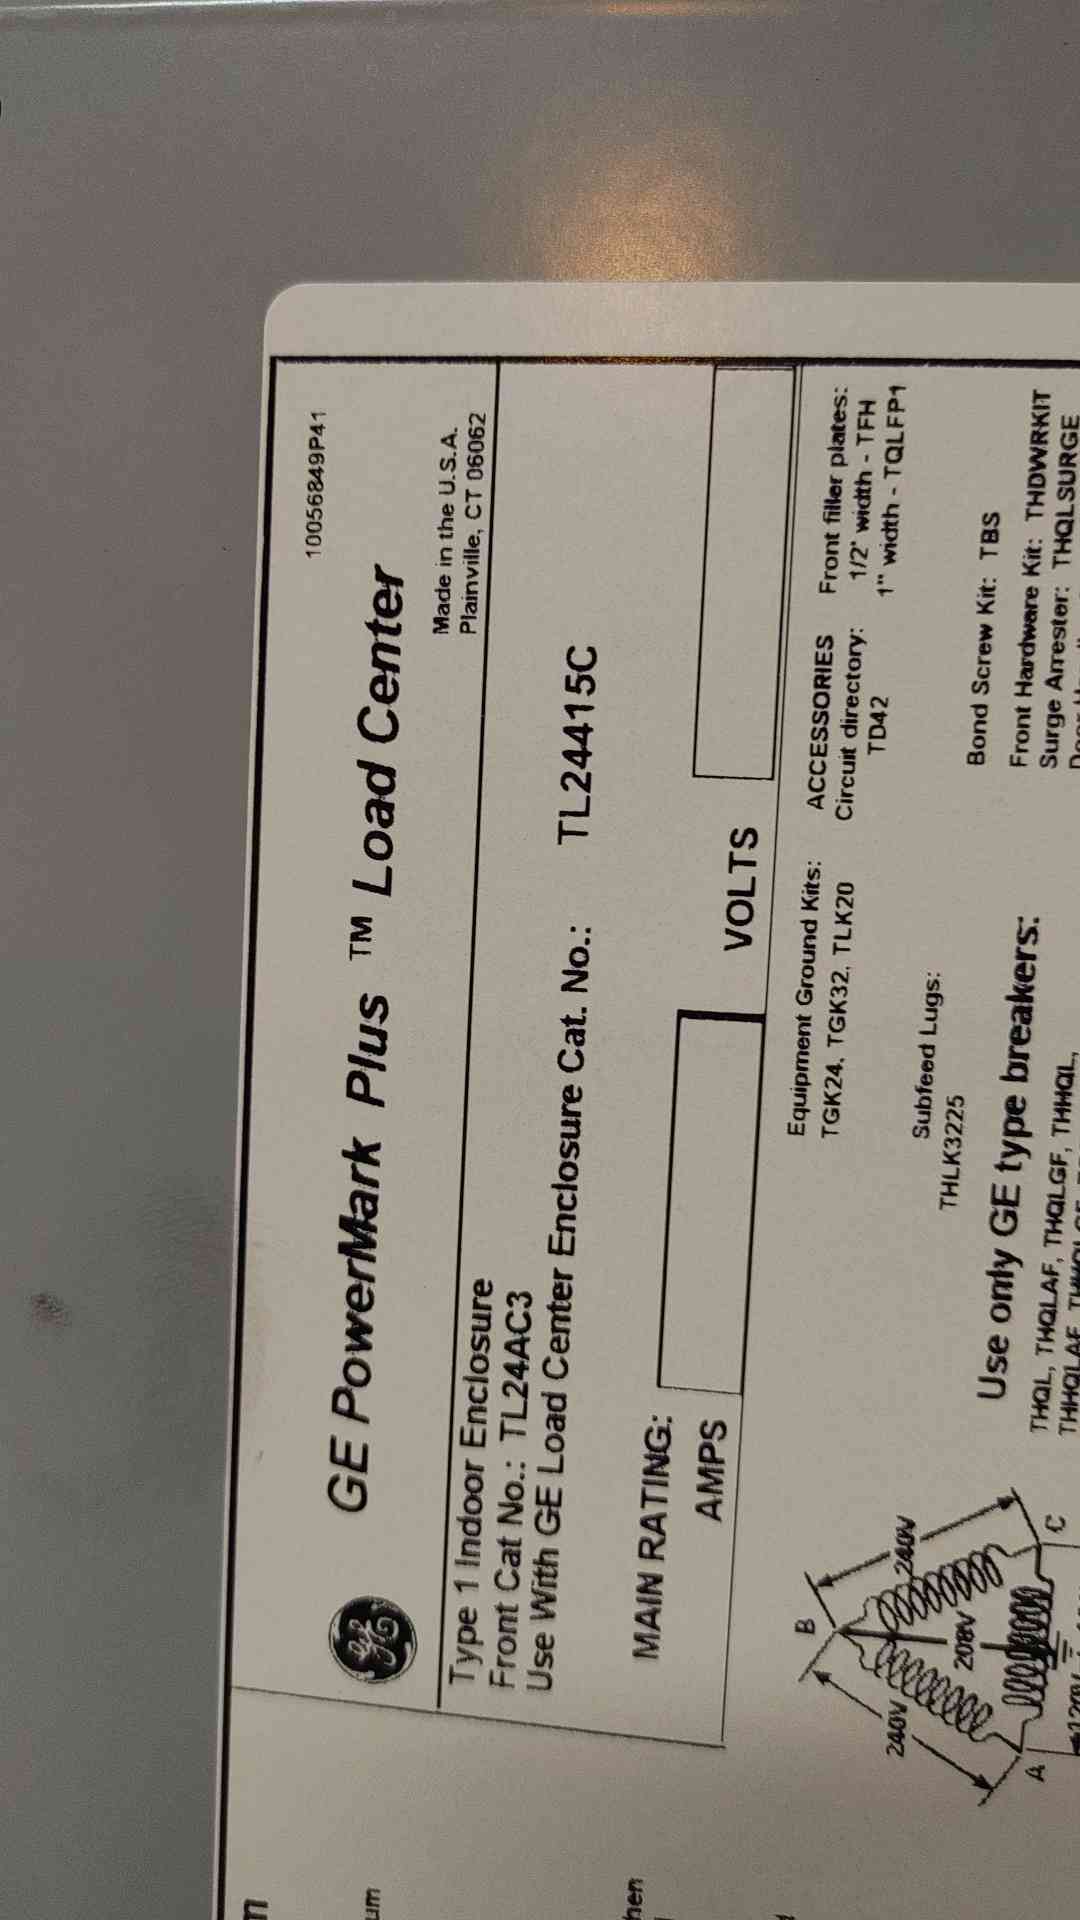 10056849P41
GE PowerMark Plus ™ Load Center
Made in the U.S.A.
Plainville, CT 06062
Type 1 Indoor Enclosure
Front Cat No.: TL24AC3
Use With GE Load Center Enclosure Cat. No.: TL24415C
MAIN RATING:
AMPS
VOLTS
Equipment Ground Kits:
TGK24, TGK32, TLK20
Subfeed Lugs:
THLK3225
ACCESSORIES
Circuit directory:
TD42
Front filler plates:
1/2" width - TFH
1" width - TQLFP1
Bond Screw Kit: TBS
Front Hardware Kit: THDWRKIT
Surge Arrester: THQLSURGE
Use only GE type breakers:
THQL, THQLAF, THQLGF, THHQL,
B
240V
240V
208V
A
C